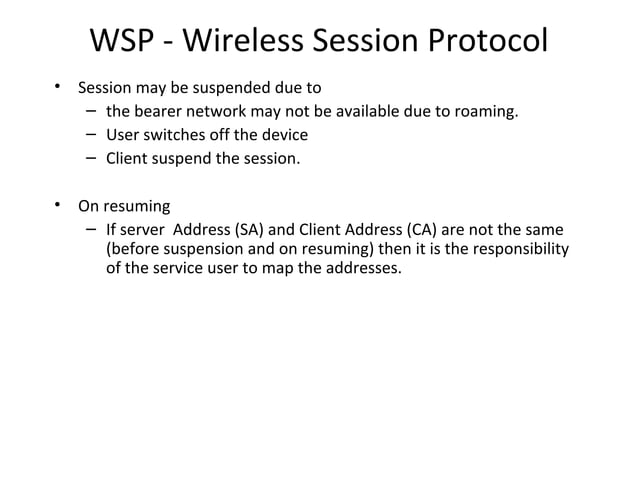 WSP - Wireless Session Protocol
• Session may be suspended due to
– the bearer network may not be available due to roaming.
– User switches off the device
– Client suspend the session.
• On resuming
– If server  Address (SA) and Client Address (CA) are not the same
(before suspension and on resuming) then it is the responsibility
of the service user to map the addresses.